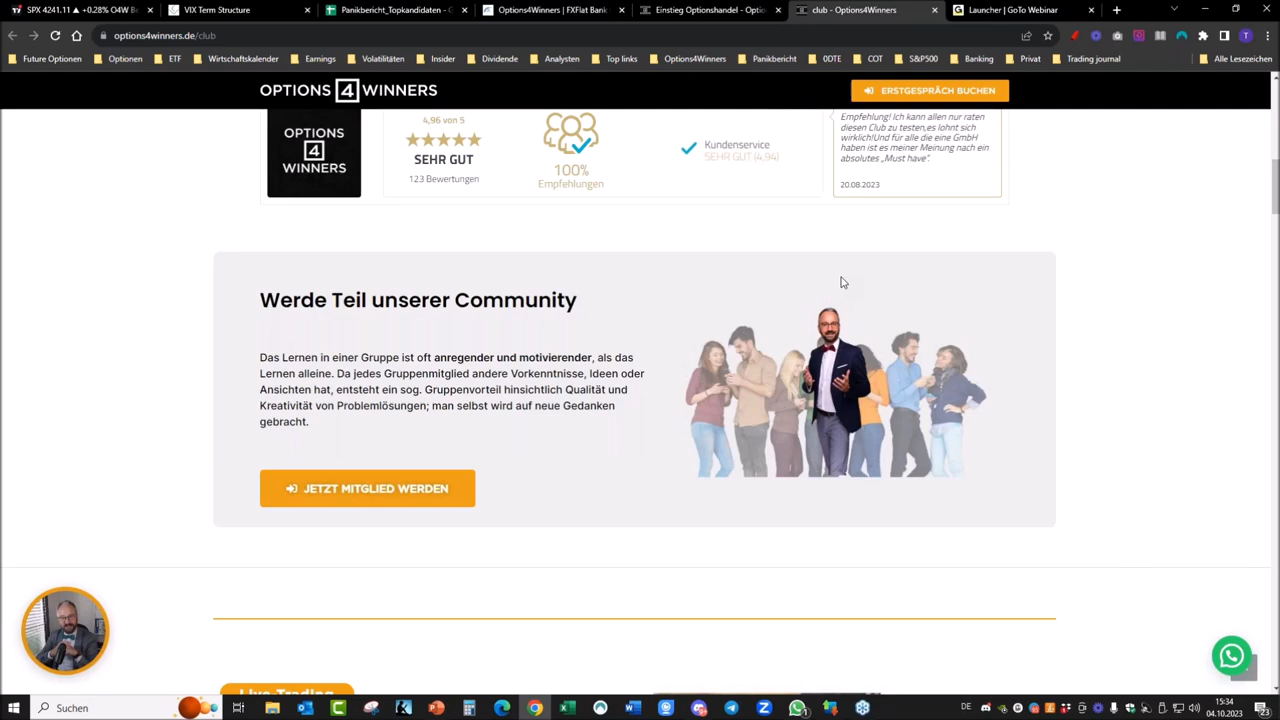 SPX 4241.11 ▲ +0.28% O4W Be
VIX Term Structure
Panikbericht_Topkandidaten - G
Options4Winners | FXFlat Bank
Einstieg Optionshandel - Option
club - Options4Winners
Launcher | GoTo Webinar
options4winners.de/club
Future Optionen
Optionen
ETF
Wirtschaftskalender
Earnings
Volatilitäten
Insider
Dividende
Analysten
Top links
Options4Winners
Panikbericht
0DTE
COT
S&P500
Banking
Privat
Trading journal
Alle Lesezeichen
OPTIONS 4 WINNERS
ERSTGESPRÄCH BUCHEN
OPTIONS
4
WINNERS
4,96 von 5
SEHR GUT
123 Bewertungen
100%
Empfehlungen
Kundenservice
SEHR GUT (4,94)
Empfehlung! Ich kann allen nur raten
diesen Club zu testen,es lohnt sich
wirklich!Und für alle die eine GmbH
haben ist es meiner Meinung nach ein
absolutes „Must have“.
20.08.2023
Werde Teil unserer Community
Das Lernen in einer Gruppe ist oft anregender und motivierender, als das
Lernen alleine. Da jedes Gruppenmitglied andere Vorkenntnisse, Ideen oder
Ansichten hat, entsteht ein sog. Gruppenvorteil hinsichtlich Qualität und
Kreativität von Problemlösungen; man selbst wird auf neue Gedanken
gebracht.
JETZT MITGLIED WERDEN
Live-Trading
Suchen
DE
15:34
04.10.2023
23